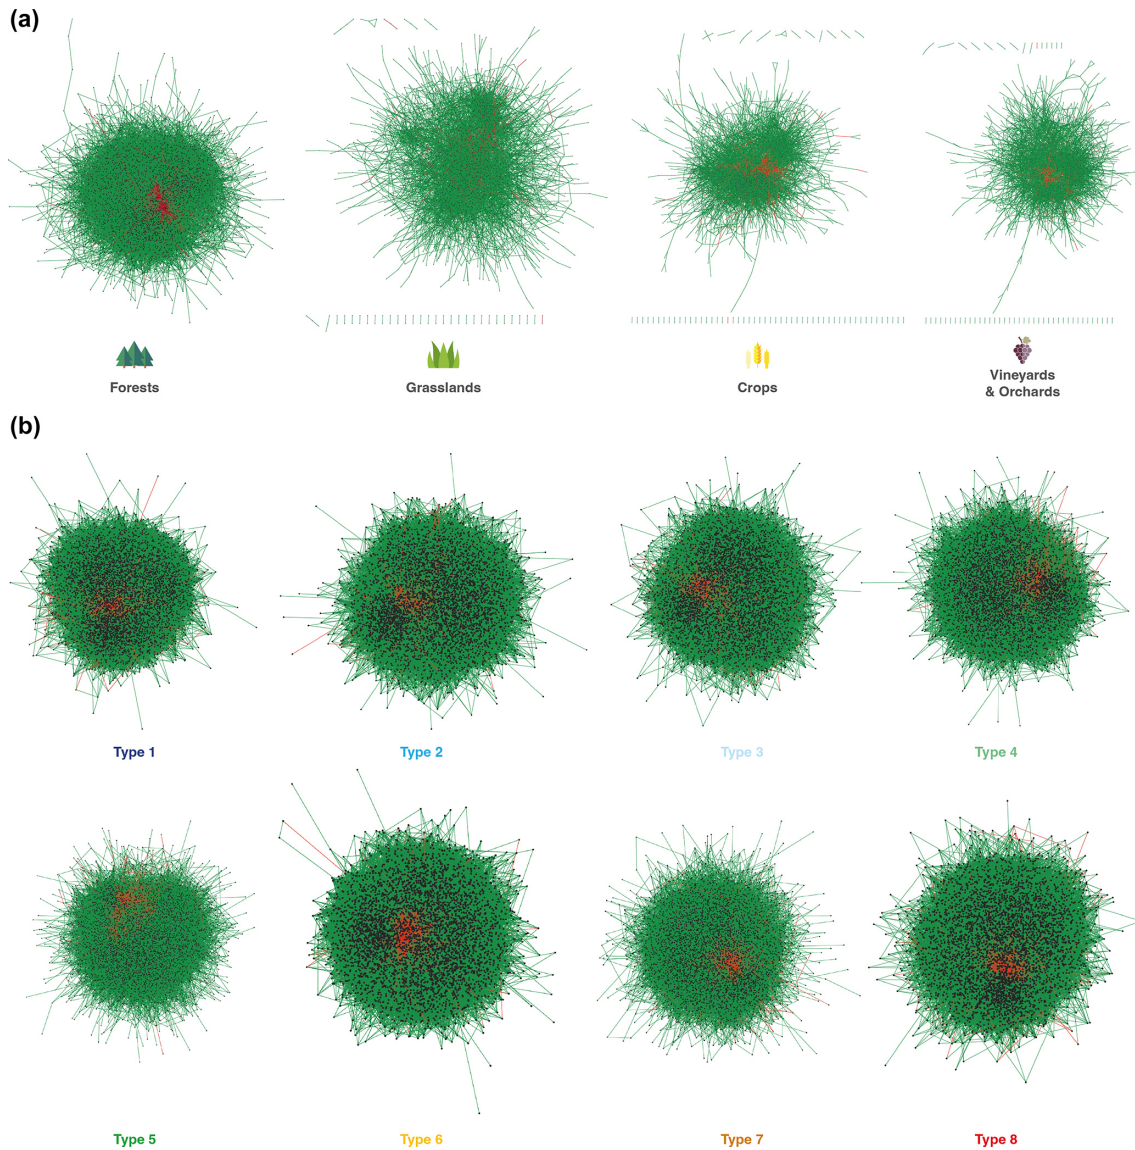 (a)
Forests
Grasslands
Crops
Vineyards
& Orchards
(b)
Type 1
Type 2
Type 3
Type 4
Type 5
Type 6
Type 7
Type 8